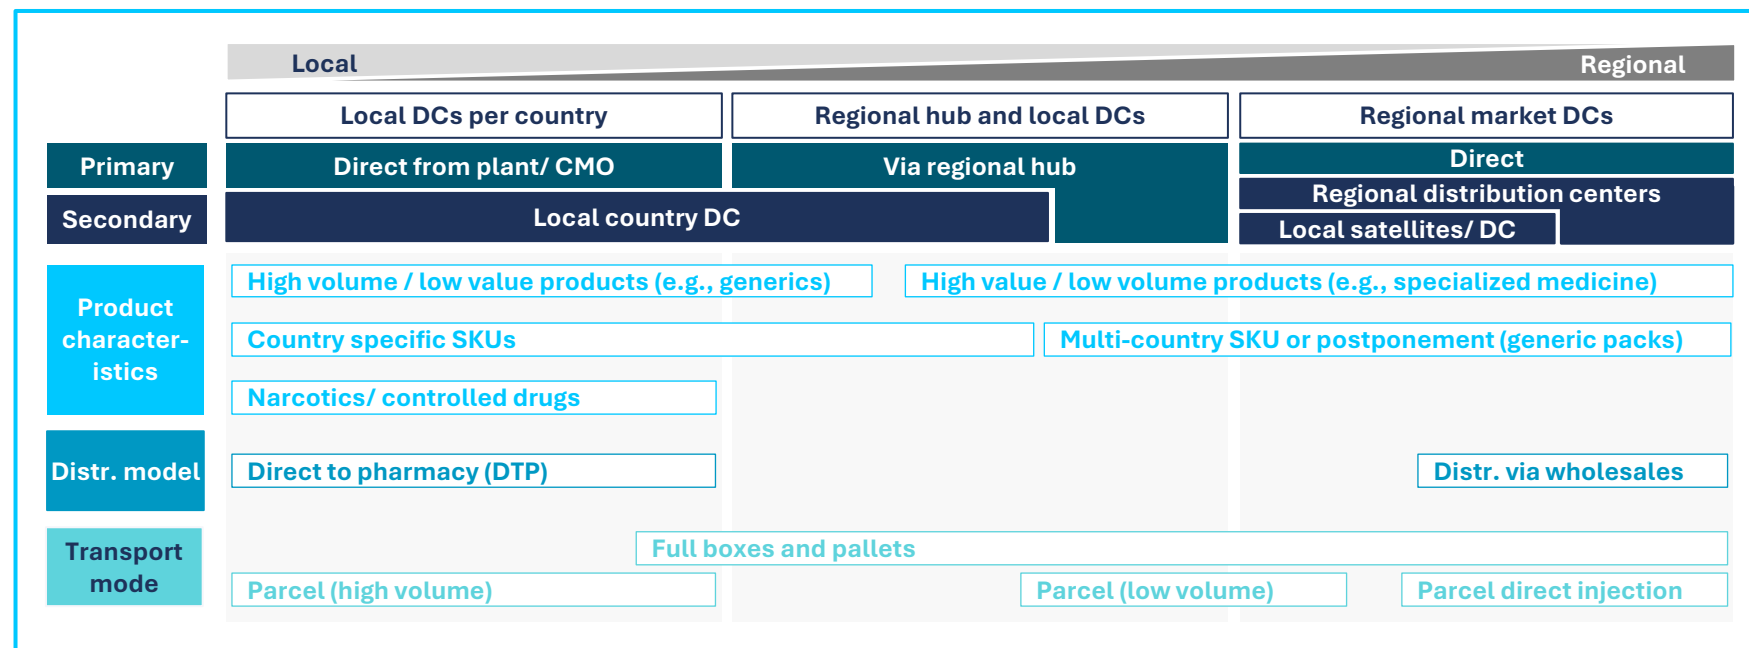 Local
Regional
Local DCs per country
Regional hub and local DCs
Regional market DCs
Primary
Direct from plant/ CMO
Via regional hub
Direct
Secondary
Local country DC
Regional distribution centers
Local satellites/ DC
Product
character-
istics
High volume / low value products (e.g., generics)
High value / low volume products (e.g., specialized medicine)
Country specific SKUs
Multi-country SKU or postponement (generic packs)
Narcotics/ controlled drugs
Distr. model
Direct to pharmacy (DTP)
Distr. via wholesales
Transport
mode
Full boxes and pallets
Parcel (high volume)
Parcel (low volume)
Parcel direct injection